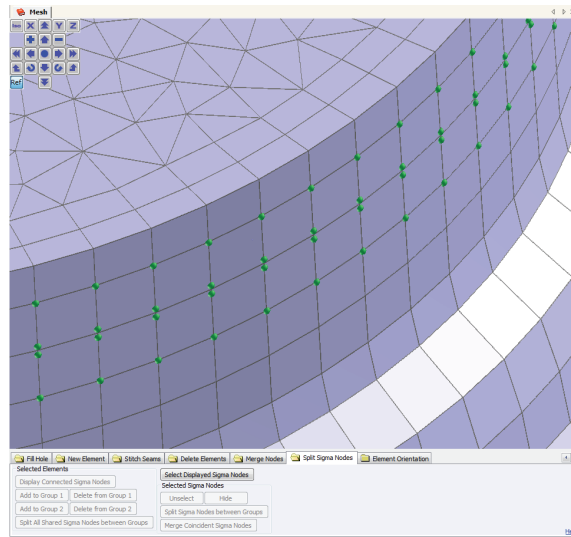 Mesh
X Y Z
Ref
Fill Hole New Element Stitch Seams Delete Elements Merge Nodes Split Sigma Nodes Element Orientation
Selected Elements
Display Connected Sigma Nodes
Add to Group 1 Delete from Group 1
Add to Group 2 Delete from Group 2
Split All Shared Sigma Nodes between Groups
Select Displayed Sigma Nodes
Selected Sigma Nodes
Unselect Hide
Split Sigma Nodes between Groups
Merge Coincident Sigma Nodes